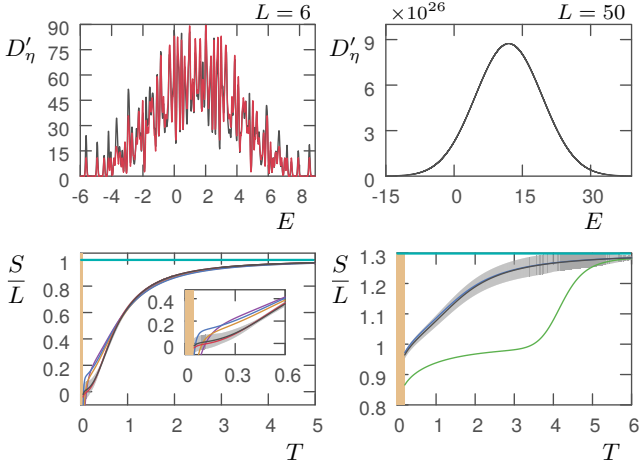 L = 6
D′η
90
75
60
45
30
15
0
-6 -4 -2 0 2 4 6 8
E
×10^26 L = 50
D′η
9
6
3
0
-15 0 15 30
E
S/L
1
0.8
0.6
0.4
0.2
0
0 1 2 3 4 5
T
0.4
0.2
0
0 0.3 0.6
S/L
1.3
1.2
1.1
1
0.9
0.8
0 1 2 3 4 5 6
T